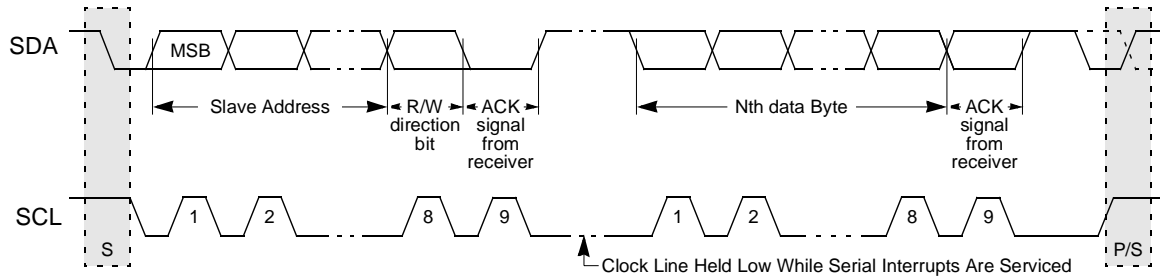 SDA
MSB
Slave Address
R/W
direction
bit
ACK
signal
from
receiver
Nth data Byte
ACK
signal
from
receiver
SCL
1
2
8
9
1
2
8
9
S
P/S
Clock Line Held Low While Serial Interrupts Are Serviced